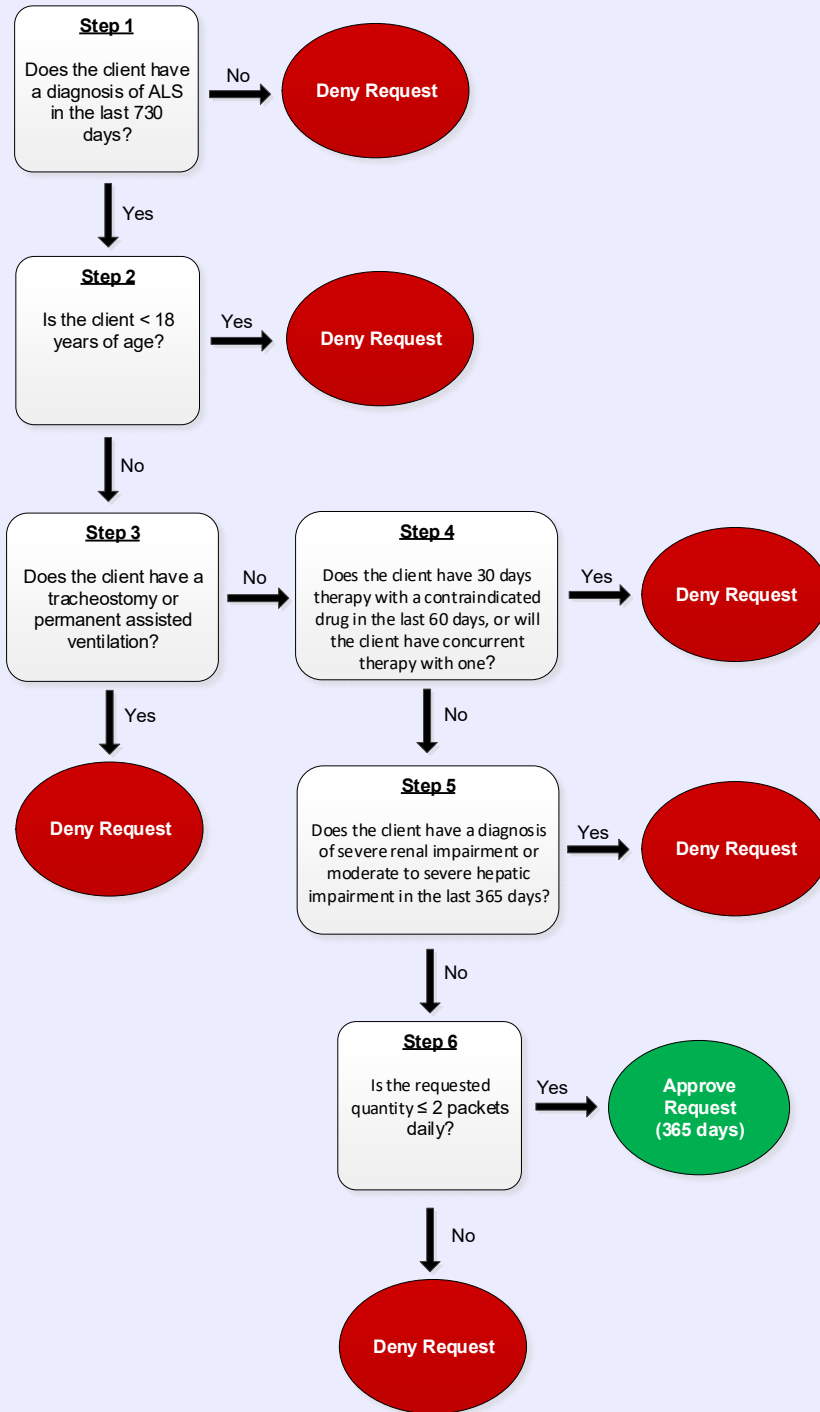 Step 1
Does the client have
a diagnosis of ALS
in the last 730
days?
No
Deny Request
Yes
Step 2
Is the client < 18
years of age?
Yes
Deny Request
No
Step 3
Does the client have a
tracheostomy or
permanent assisted
ventilation?
No
Step 4
Does the client have 30 days
therapy with a contraindicated
drug in the last 60 days, or will
the client have concurrent
therapy with one?
Yes
Deny Request
Yes
Deny Request
No
Step 5
Does the client have a diagnosis
of severe renal impairment or
moderate to severe hepatic
impairment in the last 365 days?
Yes
Deny Request
No
Step 6
Is the requested
quantity ≤ 2 packets
daily?
Yes
Approve
Request
(365 days)
No
Deny Request